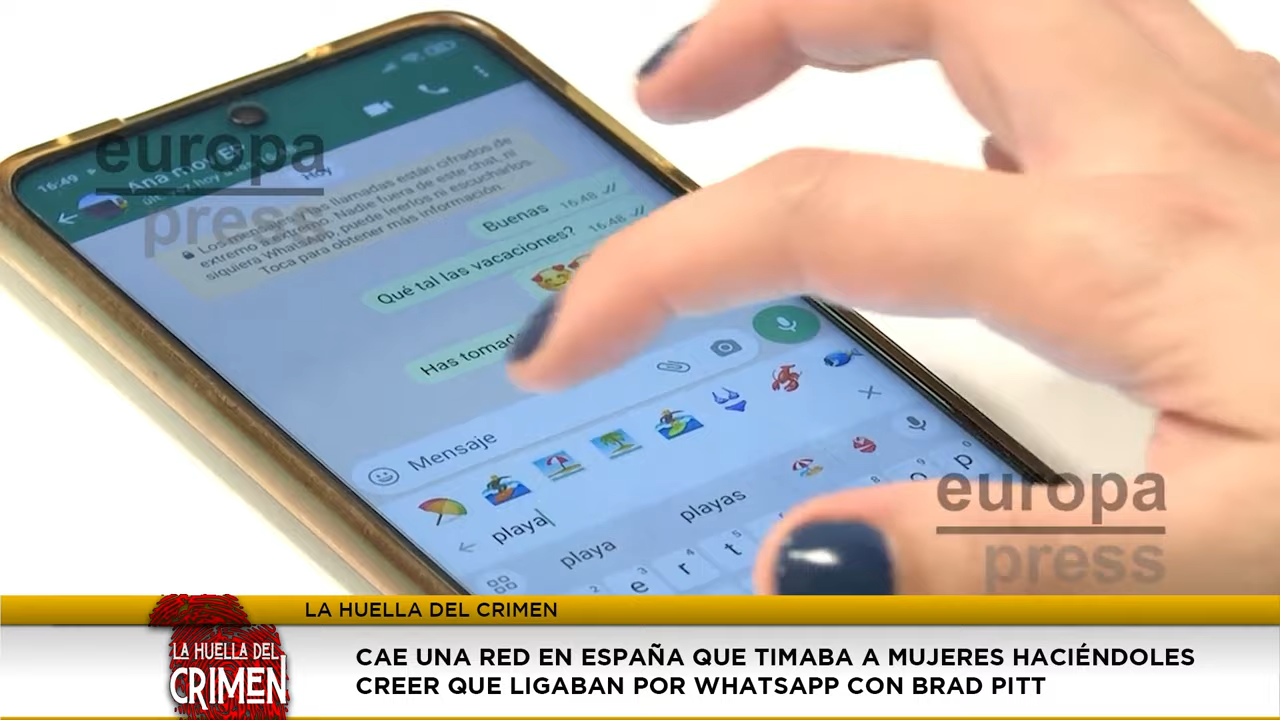 16:49
Ana móvil
Hoy
Los mensajes y las llamadas están cifrados de
extremo a extremo. Nadie fuera de este chat, ni
siquiera WhatsApp, puede leerlos ni escucharlos.
Toca para obtener más información.
Buenas 16:48
Qué tal las vacaciones? 16:48
Has tomad
Mensaje
playa
playa playas
e r t o p
europa
press
europa
press
LA HUELLA DEL CRIMEN
LA HUELLA DEL
CRIMEN
CAE UNA RED EN ESPAÑA QUE TIMABA A MUJERES HACIÉNDOLES
CREER QUE LIGABAN POR WHATSAPP CON BRAD PITT